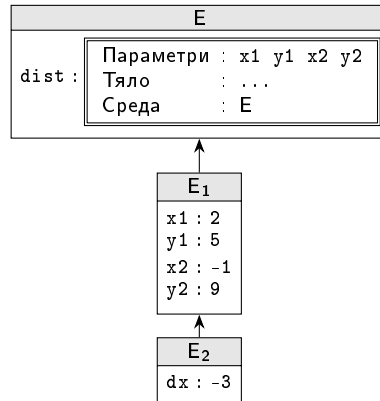 E
dist :
Параметри : x1 y1 x2 y2
Тяло : ...
Среда : E
E₁
x1 : 2
y1 : 5
x2 : -1
y2 : 9
E₂
dx : -3